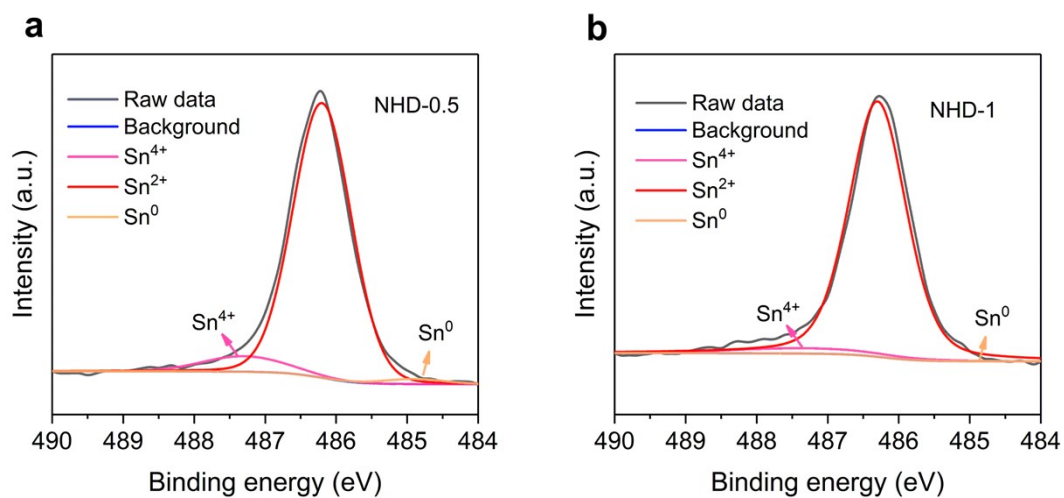 a
Intensity (a.u.)
Raw data
Background
Sn⁴⁺
Sn²⁺
Sn⁰
NHD-0.5
Sn⁴⁺
Sn⁰
490 489 488 487 486 485 484
Binding energy (eV)
b
Intensity (a.u.)
Raw data
Background
Sn⁴⁺
Sn²⁺
Sn⁰
NHD-1
Sn⁴⁺
Sn⁰
490 489 488 487 486 485 484
Binding energy (eV)